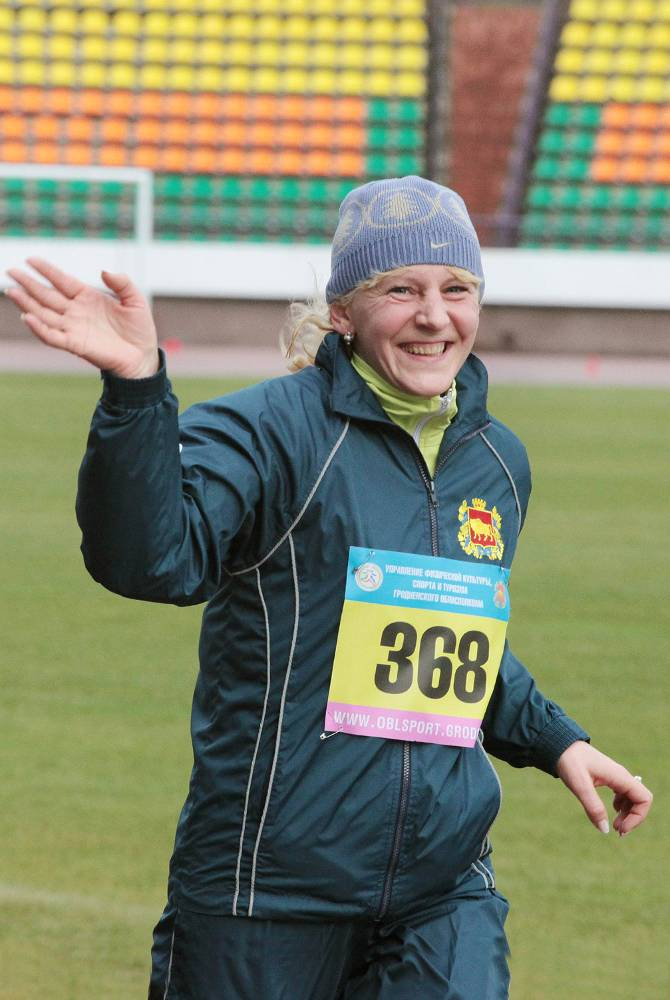 УПРАВЛЕНИЕ ФИЗИЧЕСКОЙ КУЛЬТУРЫ,
СПОРТА И ТУРИЗМА
ГРОДНЕНСКОГО ОБЛИСПОЛКОМА
368
WWW.OBLSPORT.GROD